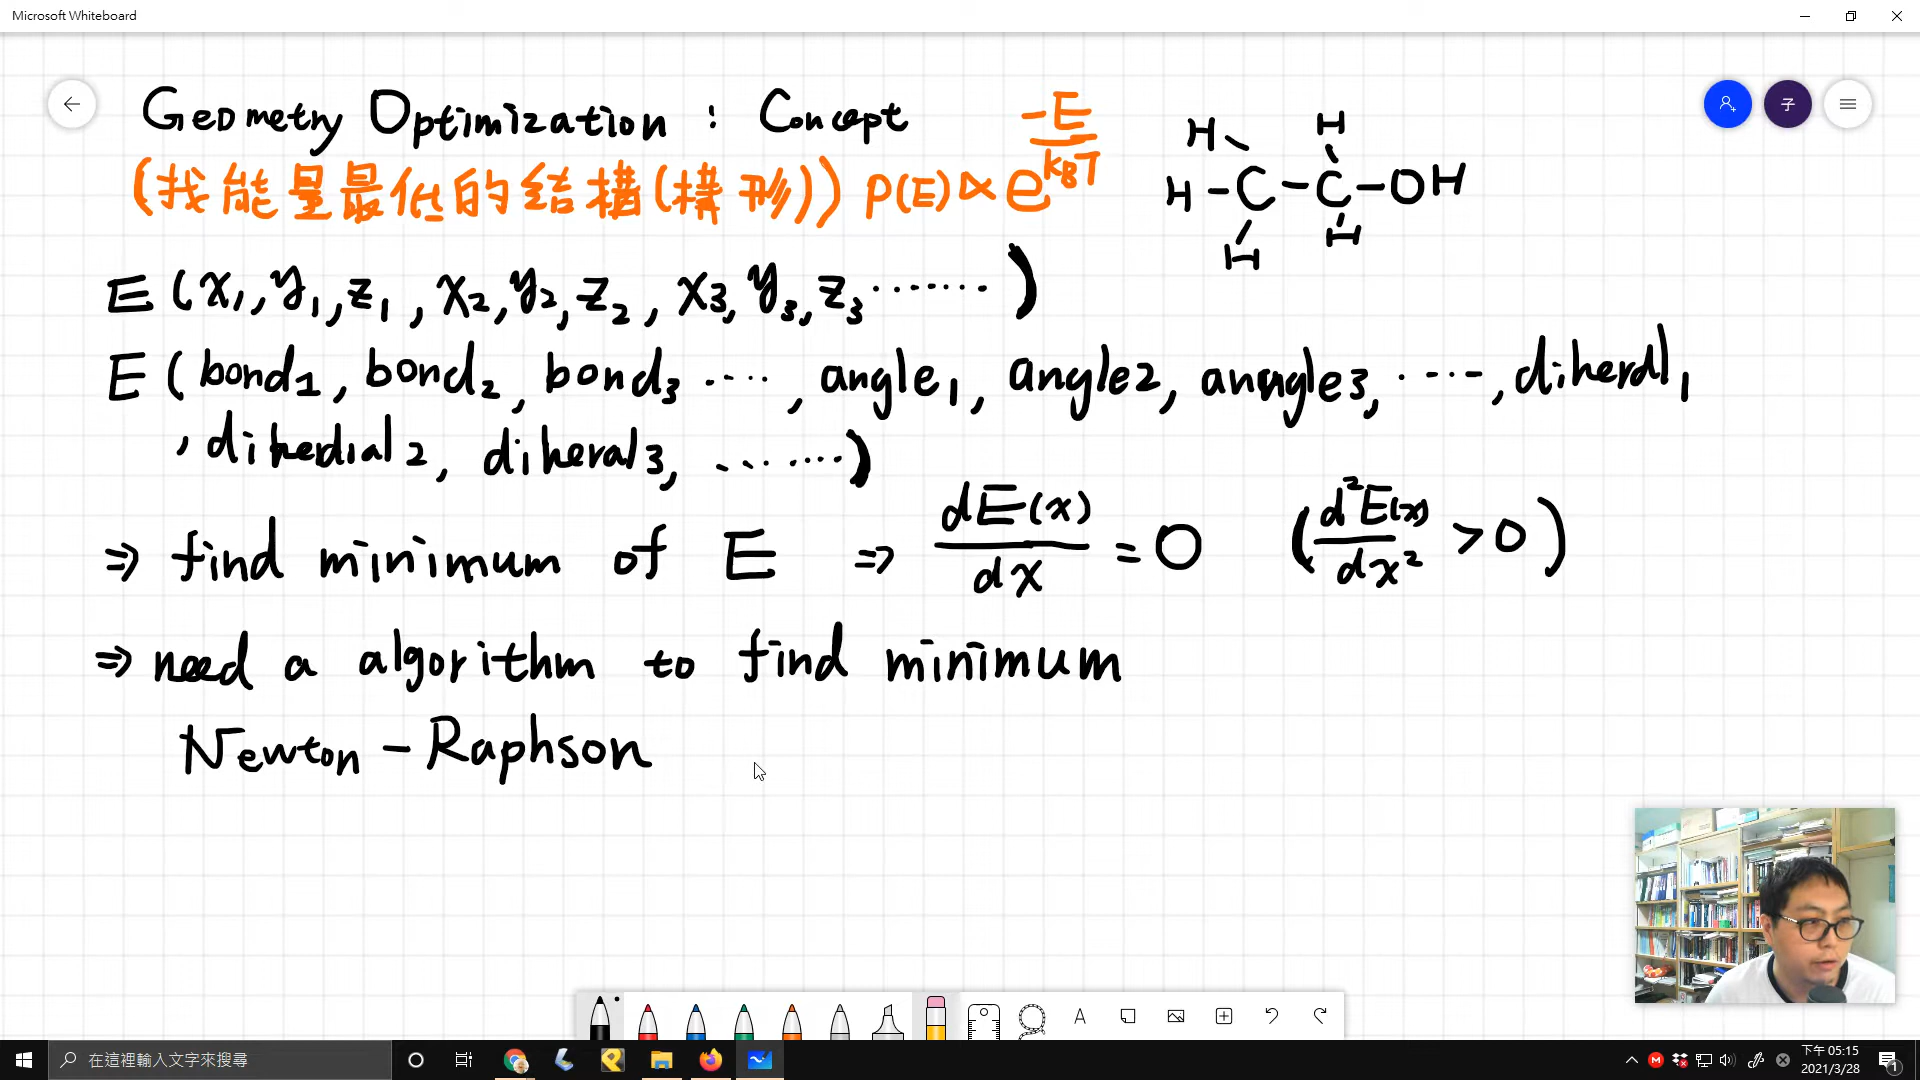 Microsoft Whiteboard
Geometry Optimization : Concept
(找能量最低的結構(構形)) P(E) ∝ e^(-E/kBT)
H H
H - C - C - OH
H H
子
E (x1, y1, z1, x2, y2, z2, x3, y3, z3 ········ )
E ( bond1, bond2, bond3 ····, angle1, angle2, anagle3, ····, diherdl1
, dihedial2, diheral3, ······· )
⇒ find minimum of E ⇒ dE(x)/dx = 0 ( d²E(x)/dx² > 0 )
⇒ need a algorithm to find minimum
Newton - Raphson
在這裡輸入文字來搜尋
下午 05:15
2021/3/28
1